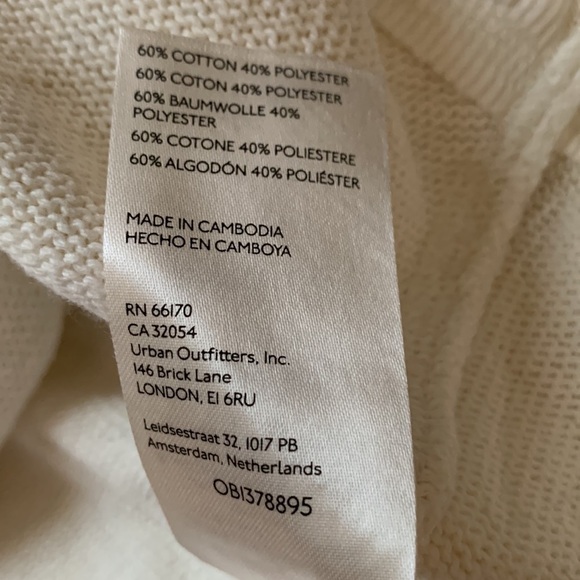 60% COTTON 40% POLYESTER
60% COTON 40% POLYESTER
60% BAUMWOLLE 40%
POLYESTER
60% COTONE 40% POLIESTERE
60% ALGODÓN 40% POLIÉSTER
MADE IN CAMBODIA
HECHO EN CAMBOYA
RN 66170
CA 32054
Urban Outfitters, Inc.
146 Brick Lane
LONDON, E1 6RU
Leidsestraat 32, 1017 PB
Amsterdam, Netherlands
OB1378895